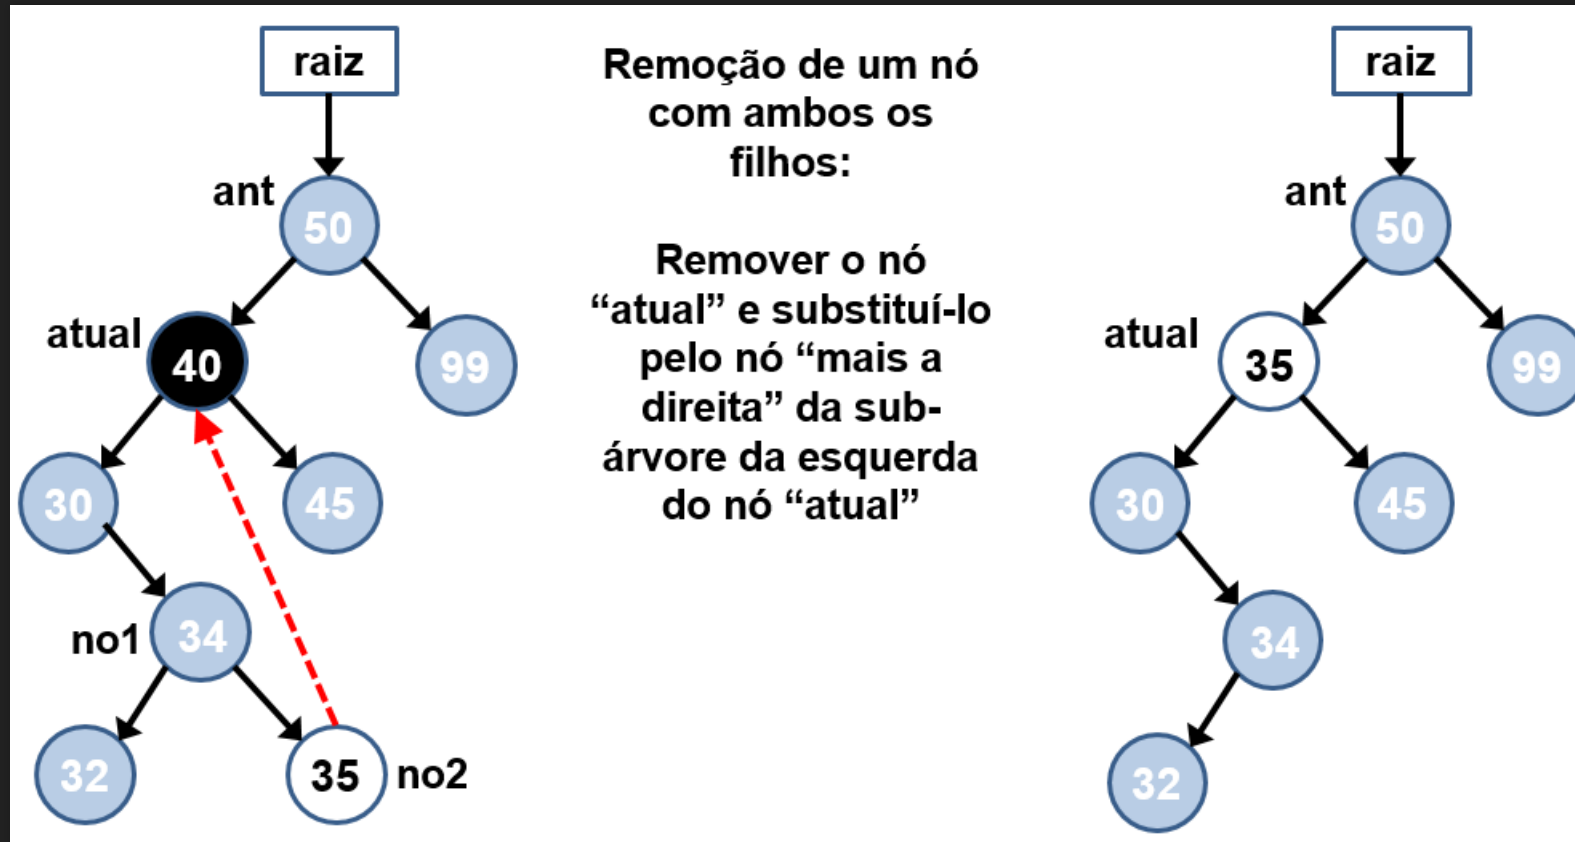 raiz
ant
50
atual
40
99
30
45
no1
34
32
35
no2
Remoção de um nó
com ambos os
filhos:
Remover o nó
“atual” e substituí-lo
pelo nó “mais a
direita” da sub-
árvore da esquerda
do nó “atual”
raiz
ant
50
atual
35
99
30
45
34
32